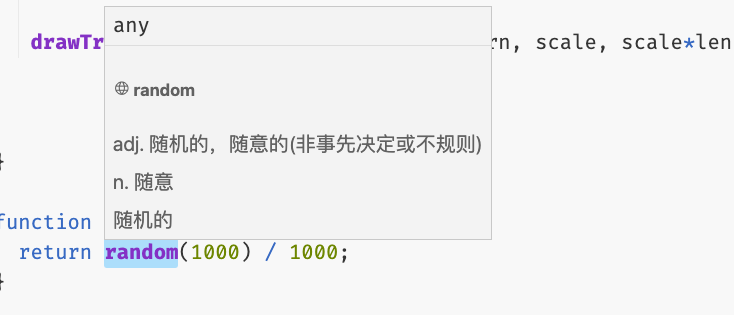 any
drawTr
rn, scale, scale*len
random
adj. 随机的，随意的(非事先决定或不规则)
n. 随意
随机的
}
function
return random(1000) / 1000;
}